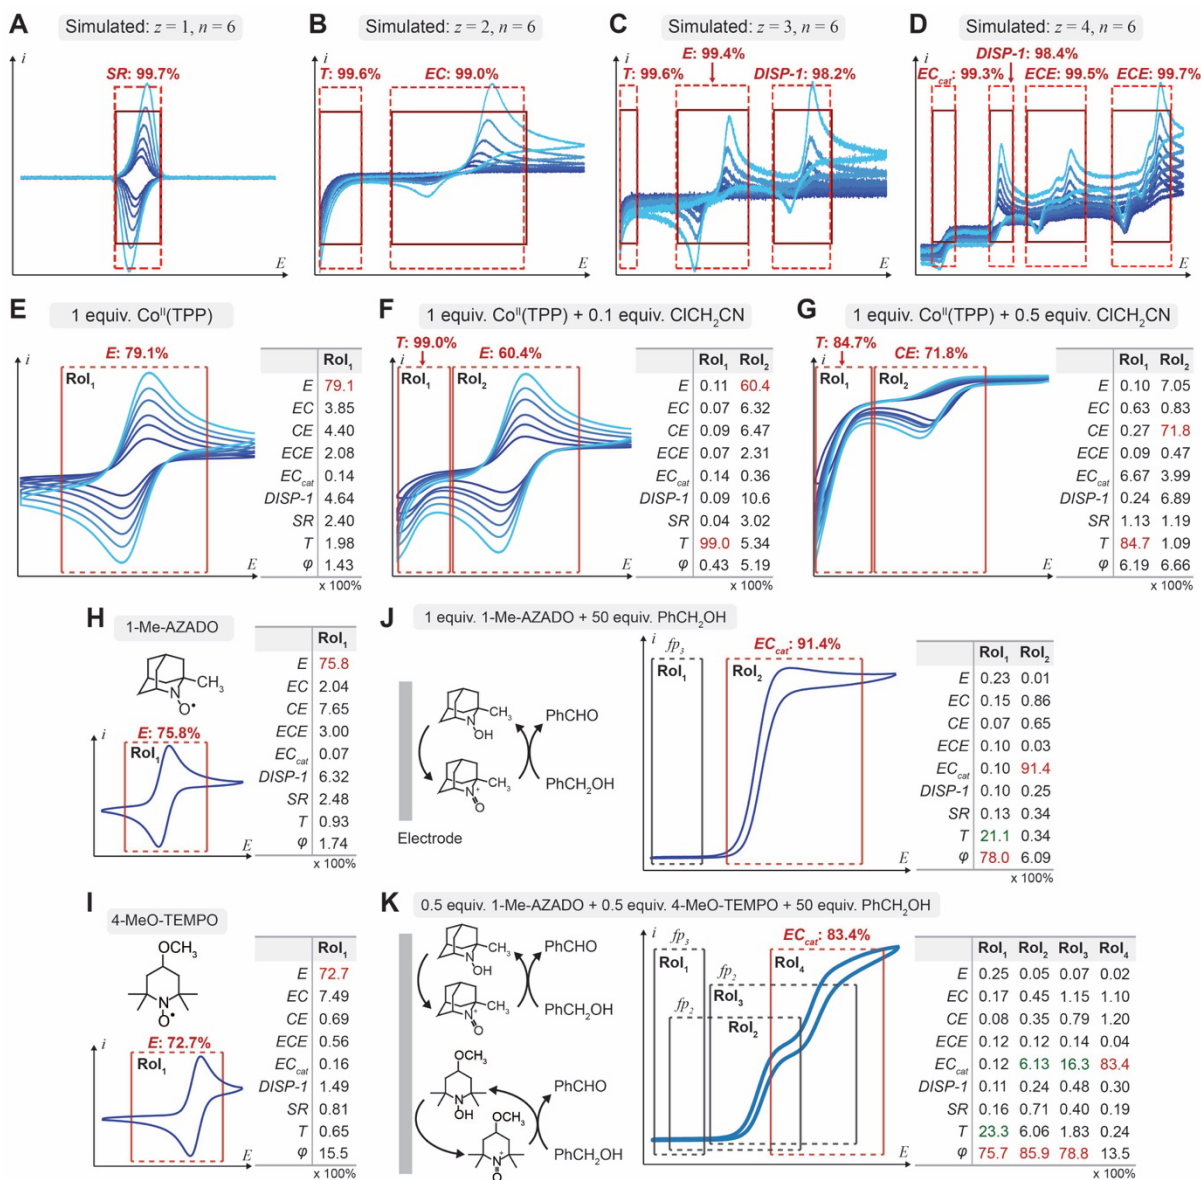 A
Simulated: z = 1, n = 6
i
SR: 99.7%
E
B
Simulated: z = 2, n = 6
i
T: 99.6%
EC: 99.0%
E
C
Simulated: z = 3, n = 6
i
E: 99.4%
T: 99.6%
DISP-1: 98.2%
E
D
Simulated: z = 4, n = 6
i
DISP-1: 98.4%
ECcat: 99.3%
ECE: 99.5%
ECE: 99.7%
E
E
1 equiv. CoII(TPP)
i
E: 79.1%
RoI1
E
RoI1
E 79.1
EC 3.85
CE 4.40
ECE 2.08
ECcat 0.14
DISP-1 4.64
SR 2.40
T 1.98
φ 1.43
x 100%
F
1 equiv. CoII(TPP) + 0.1 equiv. ClCH2CN
T: 99.0%
i
E: 60.4%
RoI1
RoI2
E
RoI1 RoI2
E 0.11 60.4
EC 0.07 6.32
CE 0.09 6.47
ECE 0.07 2.31
ECcat 0.14 0.36
DISP-1 0.09 10.6
SR 0.04 3.02
T 99.0 5.34
φ 0.43 5.19
x 100%
G
1 equiv. CoII(TPP) + 0.5 equiv. ClCH2CN
T: 84.7%
i
CE: 71.8%
RoI1
RoI2
E
RoI1 RoI2
E 0.10 7.05
EC 0.63 0.83
CE 0.27 71.8
ECE 0.09 0.47
ECcat 6.67 3.99
DISP-1 0.24 6.89
SR 1.13 1.19
T 84.7 1.09
φ 6.19 6.66
x 100%
H
1-Me-AZADO
CH3
N
O•
i
E: 75.8%
RoI1
E
RoI1
E 75.8
EC 2.04
CE 7.65
ECE 3.00
ECcat 0.07
DISP-1 6.32
SR 2.48
T 0.93
φ 1.74
x 100%
J
1 equiv. 1-Me-AZADO + 50 equiv. PhCH2OH
CH3
N
OH
PhCHO
CH3
N+
O
PhCH2OH
Electrode
i
fp3
RoI1
ECcat: 91.4%
RoI2
E
RoI1 RoI2
E 0.23 0.01
EC 0.15 0.86
CE 0.07 0.65
ECE 0.10 0.03
ECcat 0.10 91.4
DISP-1 0.10 0.25
SR 0.13 0.34
T 21.1 0.34
φ 78.0 6.09
x 100%
I
4-MeO-TEMPO
OCH3
N
O•
i
E: 72.7%
RoI1
E
RoI1
E 72.7
EC 7.49
CE 0.69
ECE 0.56
ECcat 0.16
DISP-1 1.49
SR 0.81
T 0.65
φ 15.5
x 100%
K
0.5 equiv. 1-Me-AZADO + 0.5 equiv. 4-MeO-TEMPO + 50 equiv. PhCH2OH
CH3
N
OH
PhCHO
CH3
N+
O
PhCH2OH
OCH3
N
OH
PhCHO
OCH3
N+
O
PhCH2OH
i
fp3
RoI1
ECcat: 83.4%
RoI4
fp2
RoI3
fp2
RoI2
E
RoI1 RoI2 RoI3 RoI4
E 0.25 0.05 0.07 0.02
EC 0.17 0.45 1.15 1.10
CE 0.08 0.35 0.79 1.20
ECE 0.12 0.12 0.14 0.04
ECcat 0.12 6.13 16.3 83.4
DISP-1 0.11 0.24 0.48 0.30
SR 0.16 0.71 0.40 0.19
T 23.3 6.06 1.83 0.24
φ 75.7 85.9 78.8 13.5
x 100%